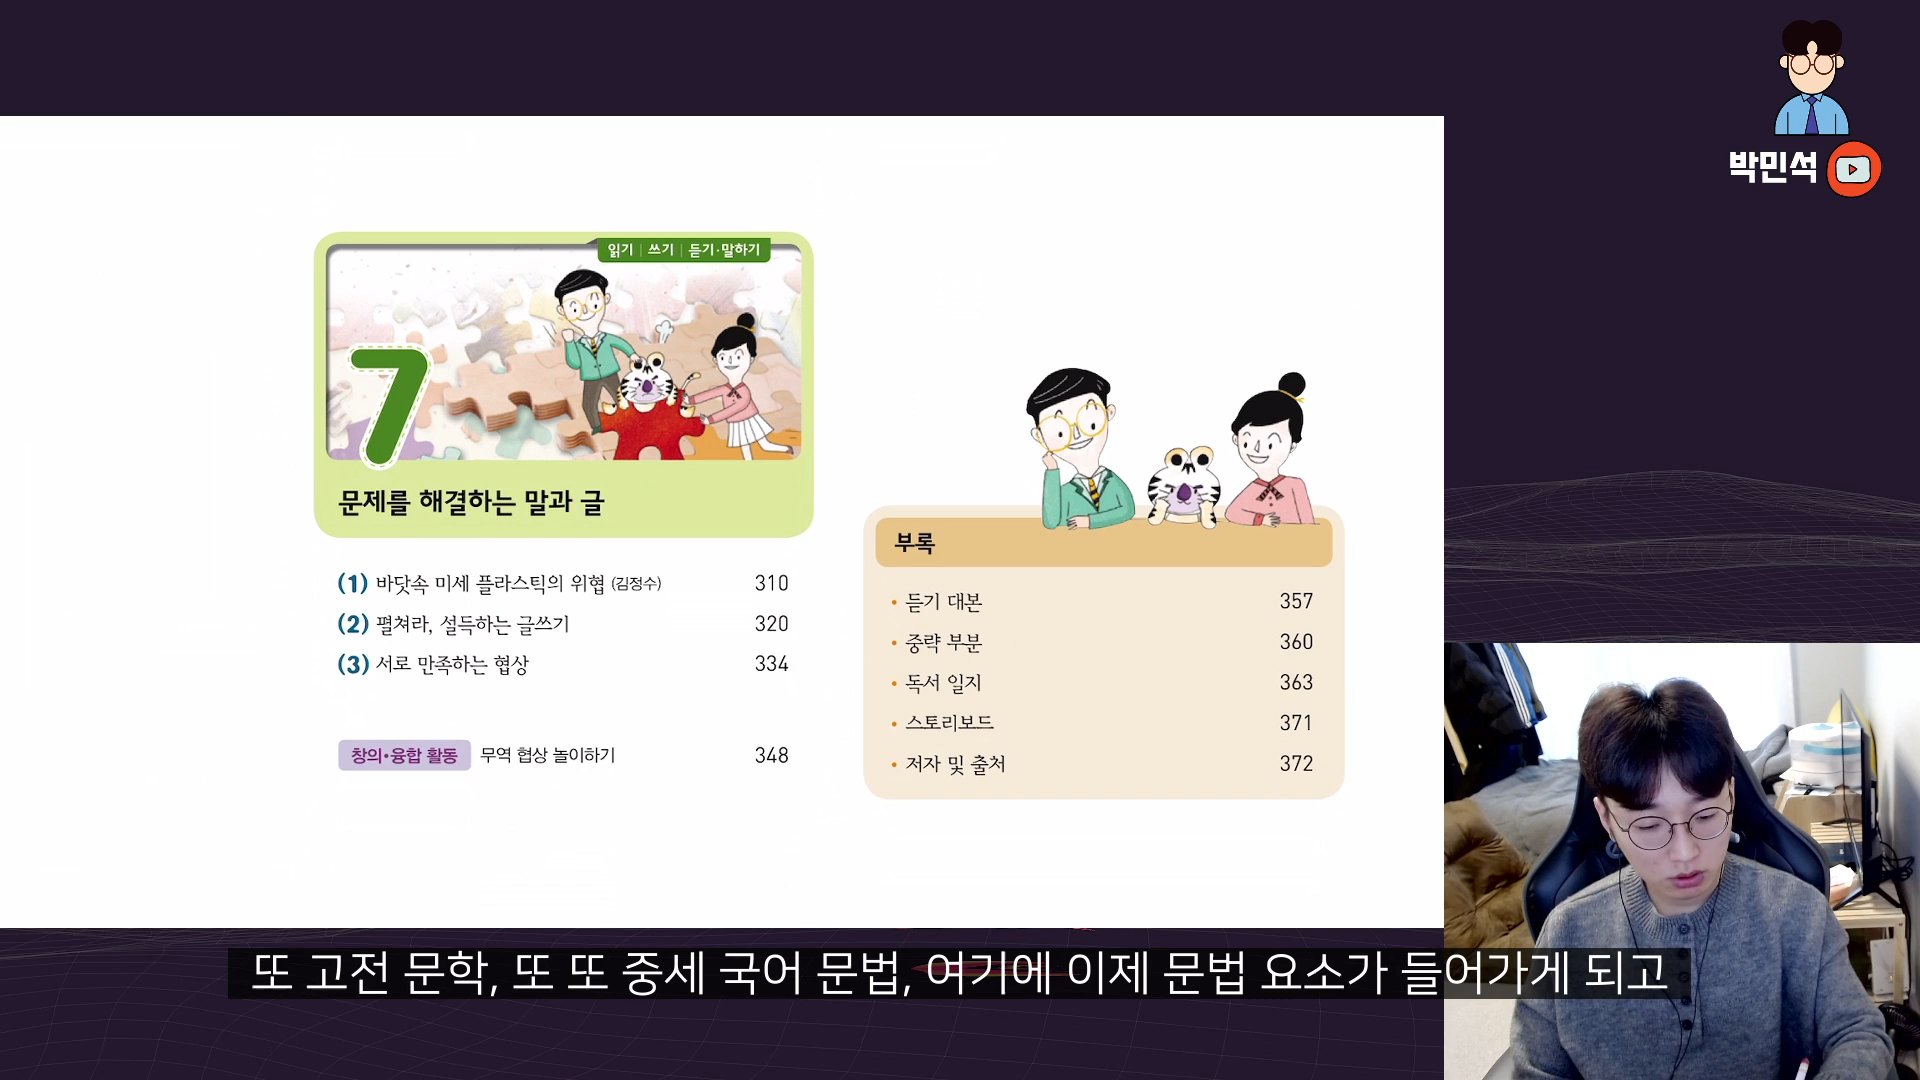 박민석
읽기 | 쓰기 | 듣기·말하기
7
문제를 해결하는 말과 글
(1) 바닷속 미세 플라스틱의 위협 (김정수) 310
(2) 펼쳐라, 설득하는 글쓰기 320
(3) 서로 만족하는 협상 334
창의·융합 활동 무역 협상 놀이하기 348
부록
• 듣기 대본 357
• 중략 부분 360
• 독서 일지 363
• 스토리보드 371
• 저자 및 출처 372
또 고전 문학, 또 또 중세 국어 문법, 여기에 이제 문법 요소가 들어가게 되고